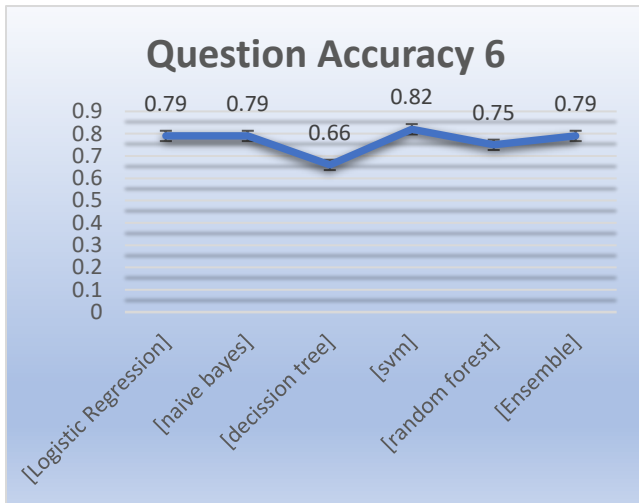 Question Accuracy 6
0.79
0.79
0.66
0.82
0.75
0.79
0.9
0.8
0.7
0.6
0.5
0.4
0.3
0.2
0.1
0
[Logistic Regression]
[naive bayes]
[decission tree]
[svm]
[random forest]
[Ensemble]